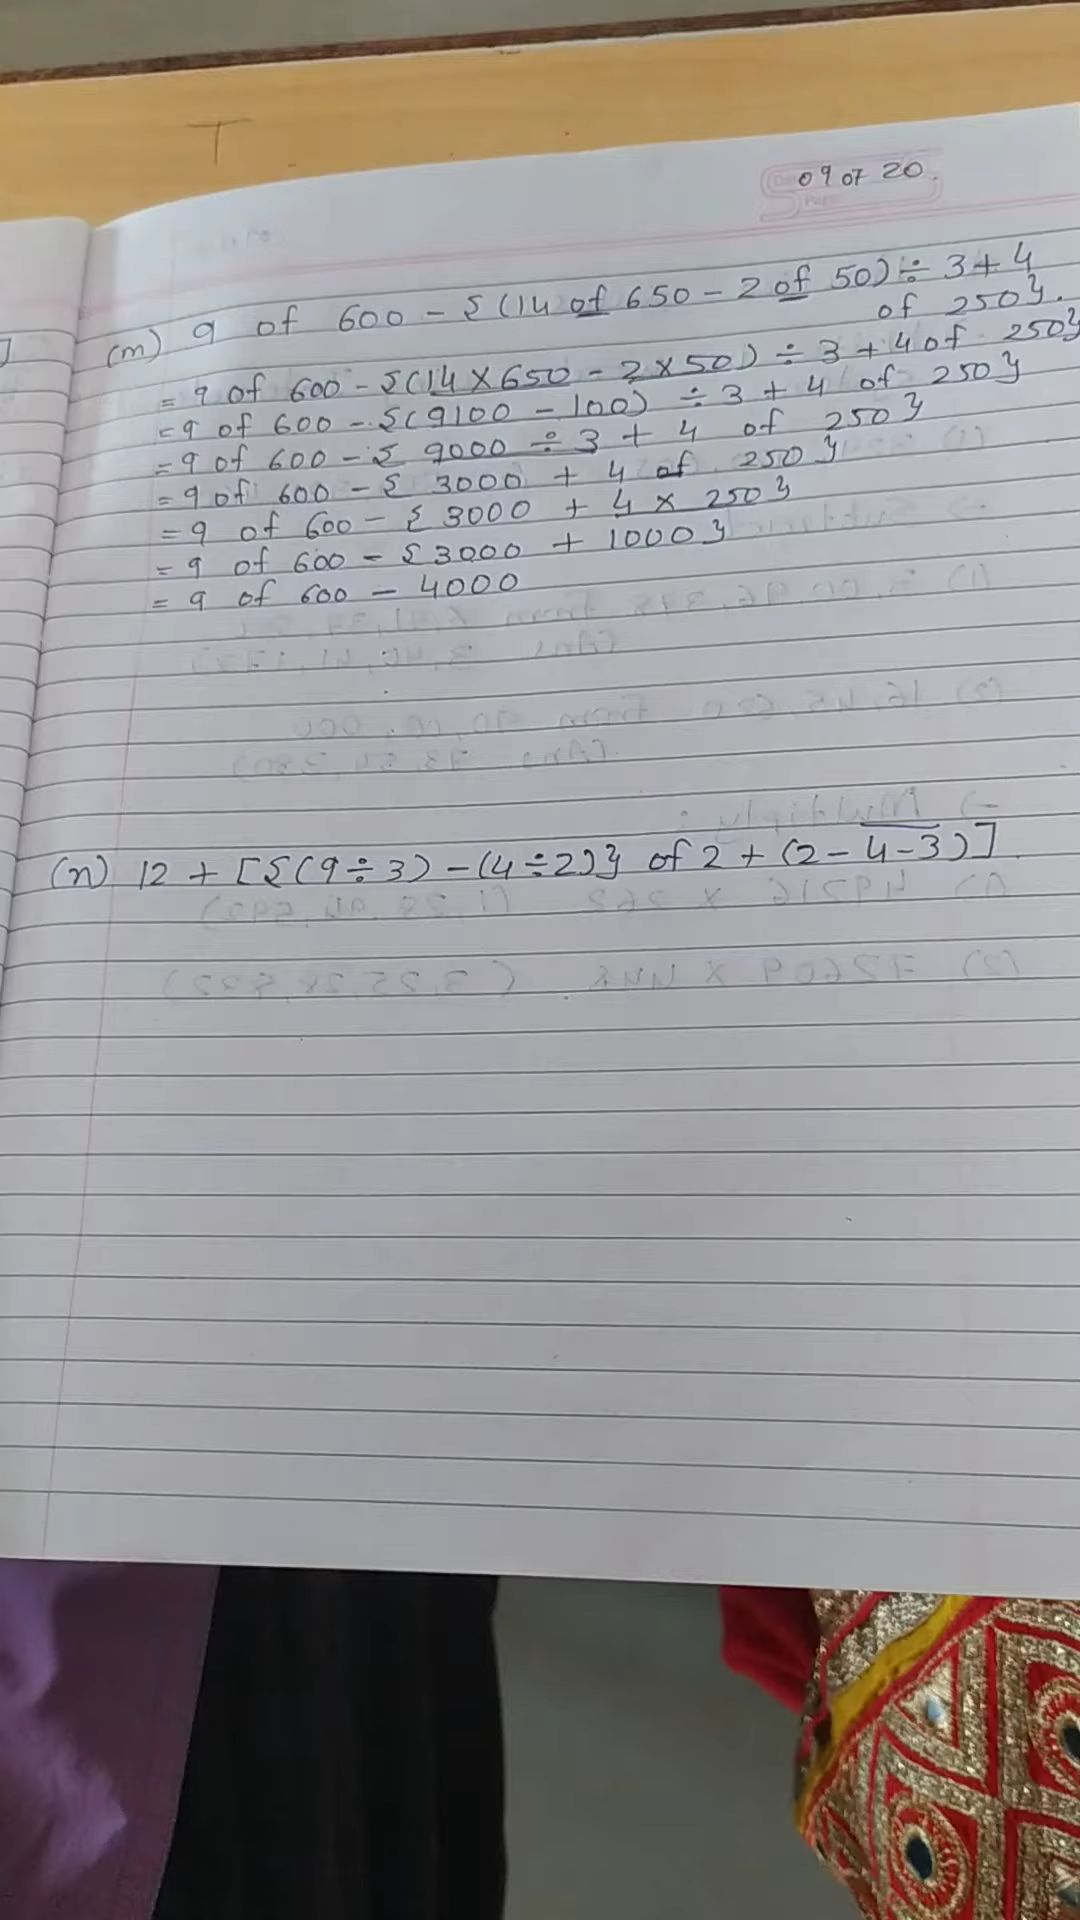 T
09 07 20.
(m) 9 of 600 - {(14 of 650 - 2 of 50) ÷ 3 + 4
of 250}.
= 9 of 600 - {(14 × 650 - 2 × 50) ÷ 3 + 4 of 250}
= 9 of 600 - {(9100 - 100) ÷ 3 + 4 of 250}
= 9 of 600 - { 9000 ÷ 3 + 4 of 250}
= 9 of 600 - { 3000 + 4 of 250}
= 9 of 600 - { 3000 + 4 × 250}
= 9 of 600 - {3000 + 1000}
= 9 of 600 - 4000
(n) 12 + [{(9 ÷ 3) - (4 ÷ 2)} of 2 + (2 - 4̅ ̅-̅ ̅3̅)]